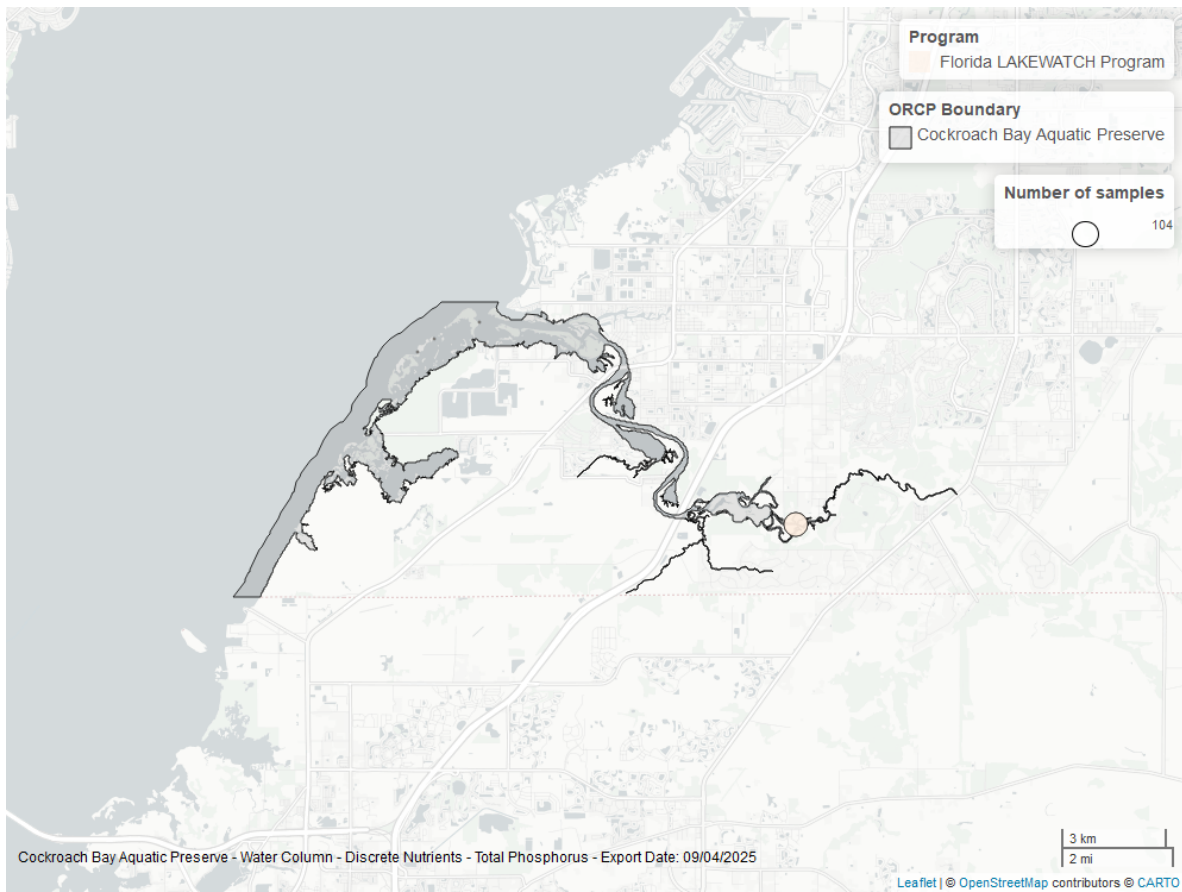 Program
Florida LAKEWATCH Program
ORCP Boundary
Cockroach Bay Aquatic Preserve
Number of samples
104
3 km
2 mi
Cockroach Bay Aquatic Preserve - Water Column - Discrete Nutrients - Total Phosphorus - Export Date: 09/04/2025
Leaflet | © OpenStreetMap contributors © CARTO